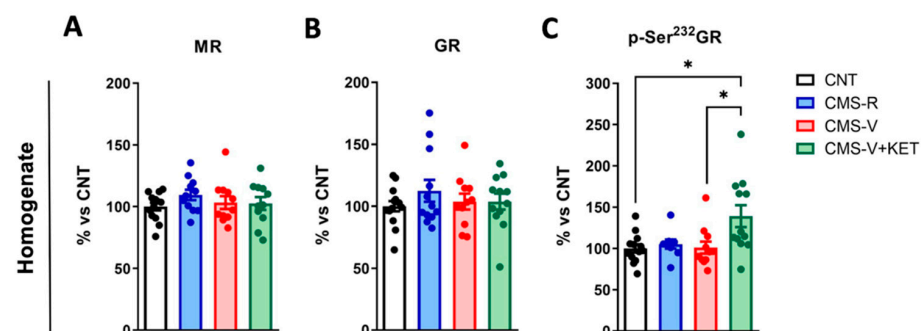 A
MR
% vs CNT
200
150
100
50
0
B
GR
% vs CNT
200
150
100
50
0
C
p-Ser²³²GR
% vs CNT
300
250
200
150
100
50
0
*
*
CNT
CMS-R
CMS-V
CMS-V+KET
Homogenate